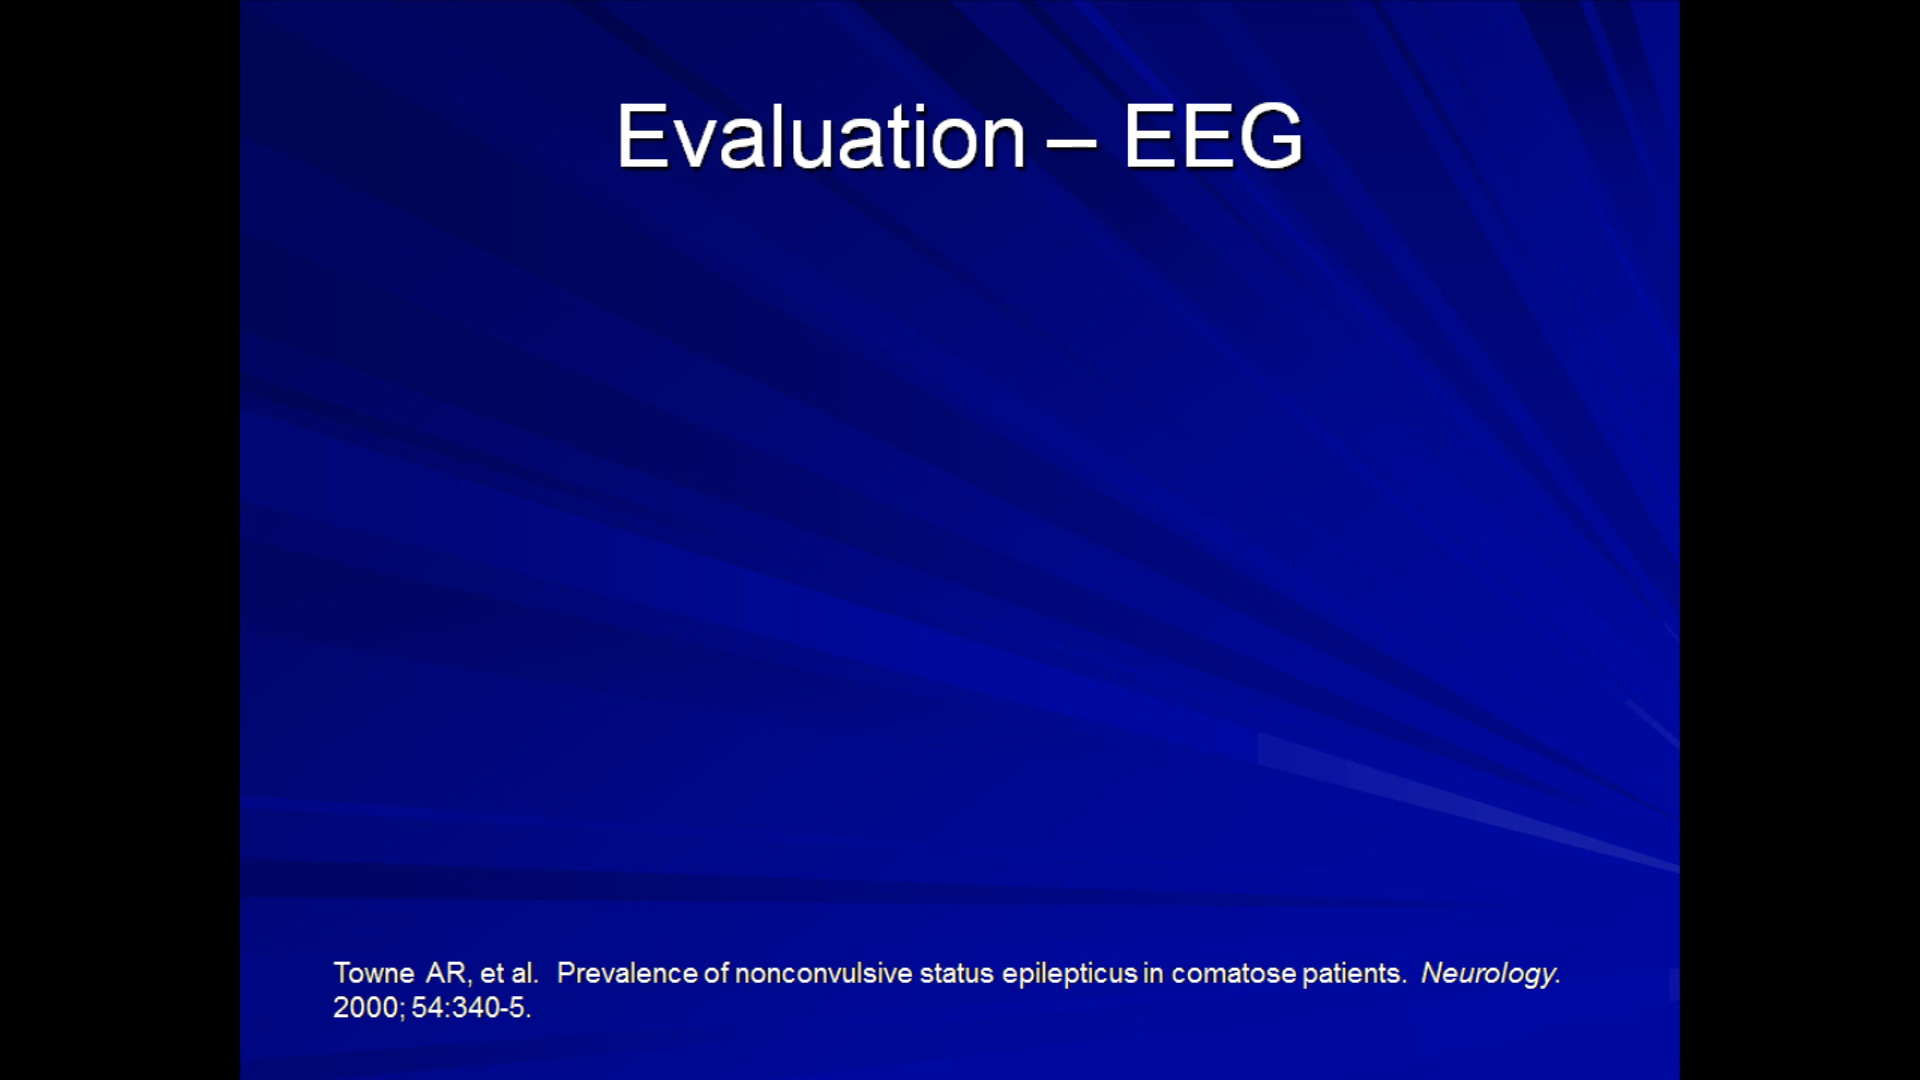 Evaluation – EEG
Towne AR, et al. Prevalence of nonconvulsive status epilepticus in comatose patients. Neurology.
2000; 54:340-5.